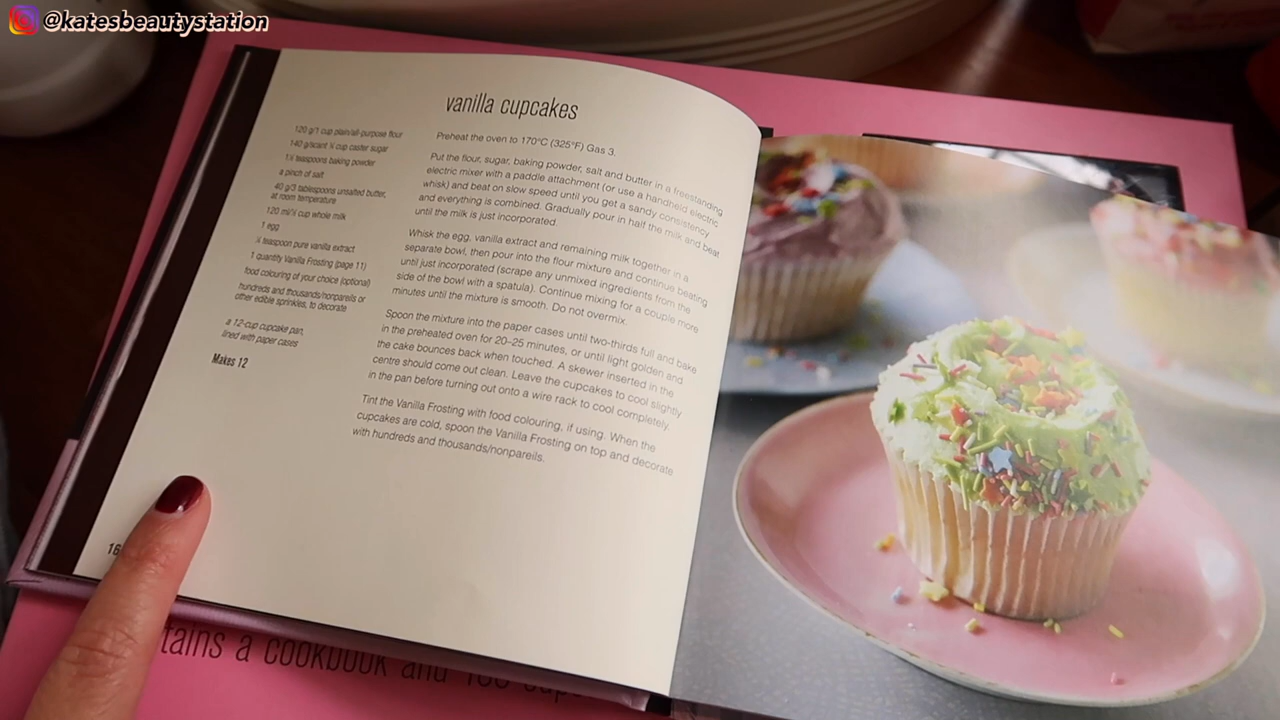 @katesbeautystation
vanilla cupcakes
120 g/1 cup plain/all-purpose flour
140 g/scant ¾ cup caster sugar
1½ teaspoons baking powder
a pinch of salt
40 g/3 tablespoons unsalted butter,
at room temperature
120 ml/½ cup whole milk
1 egg
¼ teaspoon pure vanilla extract
1 quantity Vanilla Frosting (page 11)
food colouring of your choice (optional)
hundreds and thousands/nonpareils or
other edible sprinkles, to decorate
a 12-cup cupcake pan,
lined with paper cases
Makes 12
Preheat the oven to 170°C (325°F) Gas 3.
Put the flour, sugar, baking powder, salt and butter in a freestanding
electric mixer with a paddle attachment (or use a handheld electric
whisk) and beat on slow speed until you get a sandy consistency
and everything is combined. Gradually pour in half the milk and beat
until the milk is just incorporated.
Whisk the egg, vanilla extract and remaining milk together in a
separate bowl, then pour into the flour mixture and continue beating
until just incorporated (scrape any unmixed ingredients from the
side of the bowl with a spatula). Continue mixing for a couple more
minutes until the mixture is smooth. Do not overmix.
Spoon the mixture into the paper cases until two-thirds full and bake
in the preheated oven for 20–25 minutes, or until light golden and
the cake bounces back when touched. A skewer inserted in the
centre should come out clean. Leave the cupcakes to cool slightly
in the pan before turning out onto a wire rack to cool completely.
Tint the Vanilla Frosting with food colouring, if using. When the
cupcakes are cold, spoon the Vanilla Frosting on top and decorate
with hundreds and thousands/nonpareils.
16
tains a cookbook and